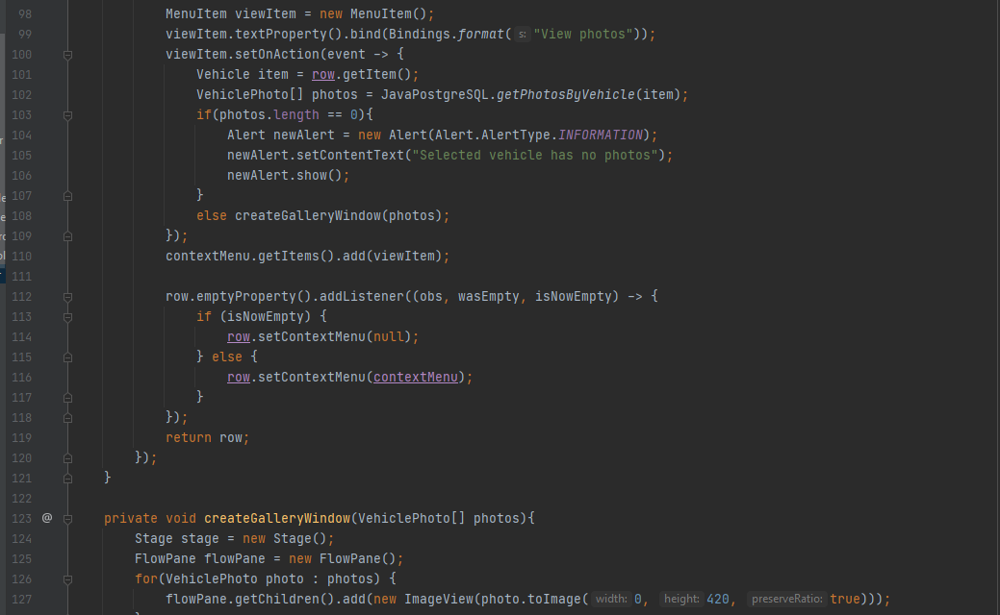 98 MenuItem viewItem = new MenuItem();
99 viewItem.textProperty().bind(Bindings.format( s: "View photos"));
100 viewItem.setOnAction(event -> {
101 Vehicle item = row.getItem();
102 VehiclePhoto[] photos = JavaPostgreSQL.getPhotosByVehicle(item);
103 if(photos.length == 0){
104 Alert newAlert = new Alert(Alert.AlertType.INFORMATION);
105 newAlert.setContentText("Selected vehicle has no photos");
106 newAlert.show();
107 }
108 else createGalleryWindow(photos);
109 });
110 contextMenu.getItems().add(viewItem);
111
112 row.emptyProperty().addListener((obs, wasEmpty, isNowEmpty) -> {
113 if (isNowEmpty) {
114 row.setContextMenu(null);
115 } else {
116 row.setContextMenu(contextMenu);
117 }
118 });
119 return row;
120 });
121 }
122
123 @ private void createGalleryWindow(VehiclePhoto[] photos){
124 Stage stage = new Stage();
125 FlowPane flowPane = new FlowPane();
126 for(VehiclePhoto photo : photos) {
127 flowPane.getChildren().add(new ImageView(photo.toImage( width: 0, height: 420, preserveRatio: true)));